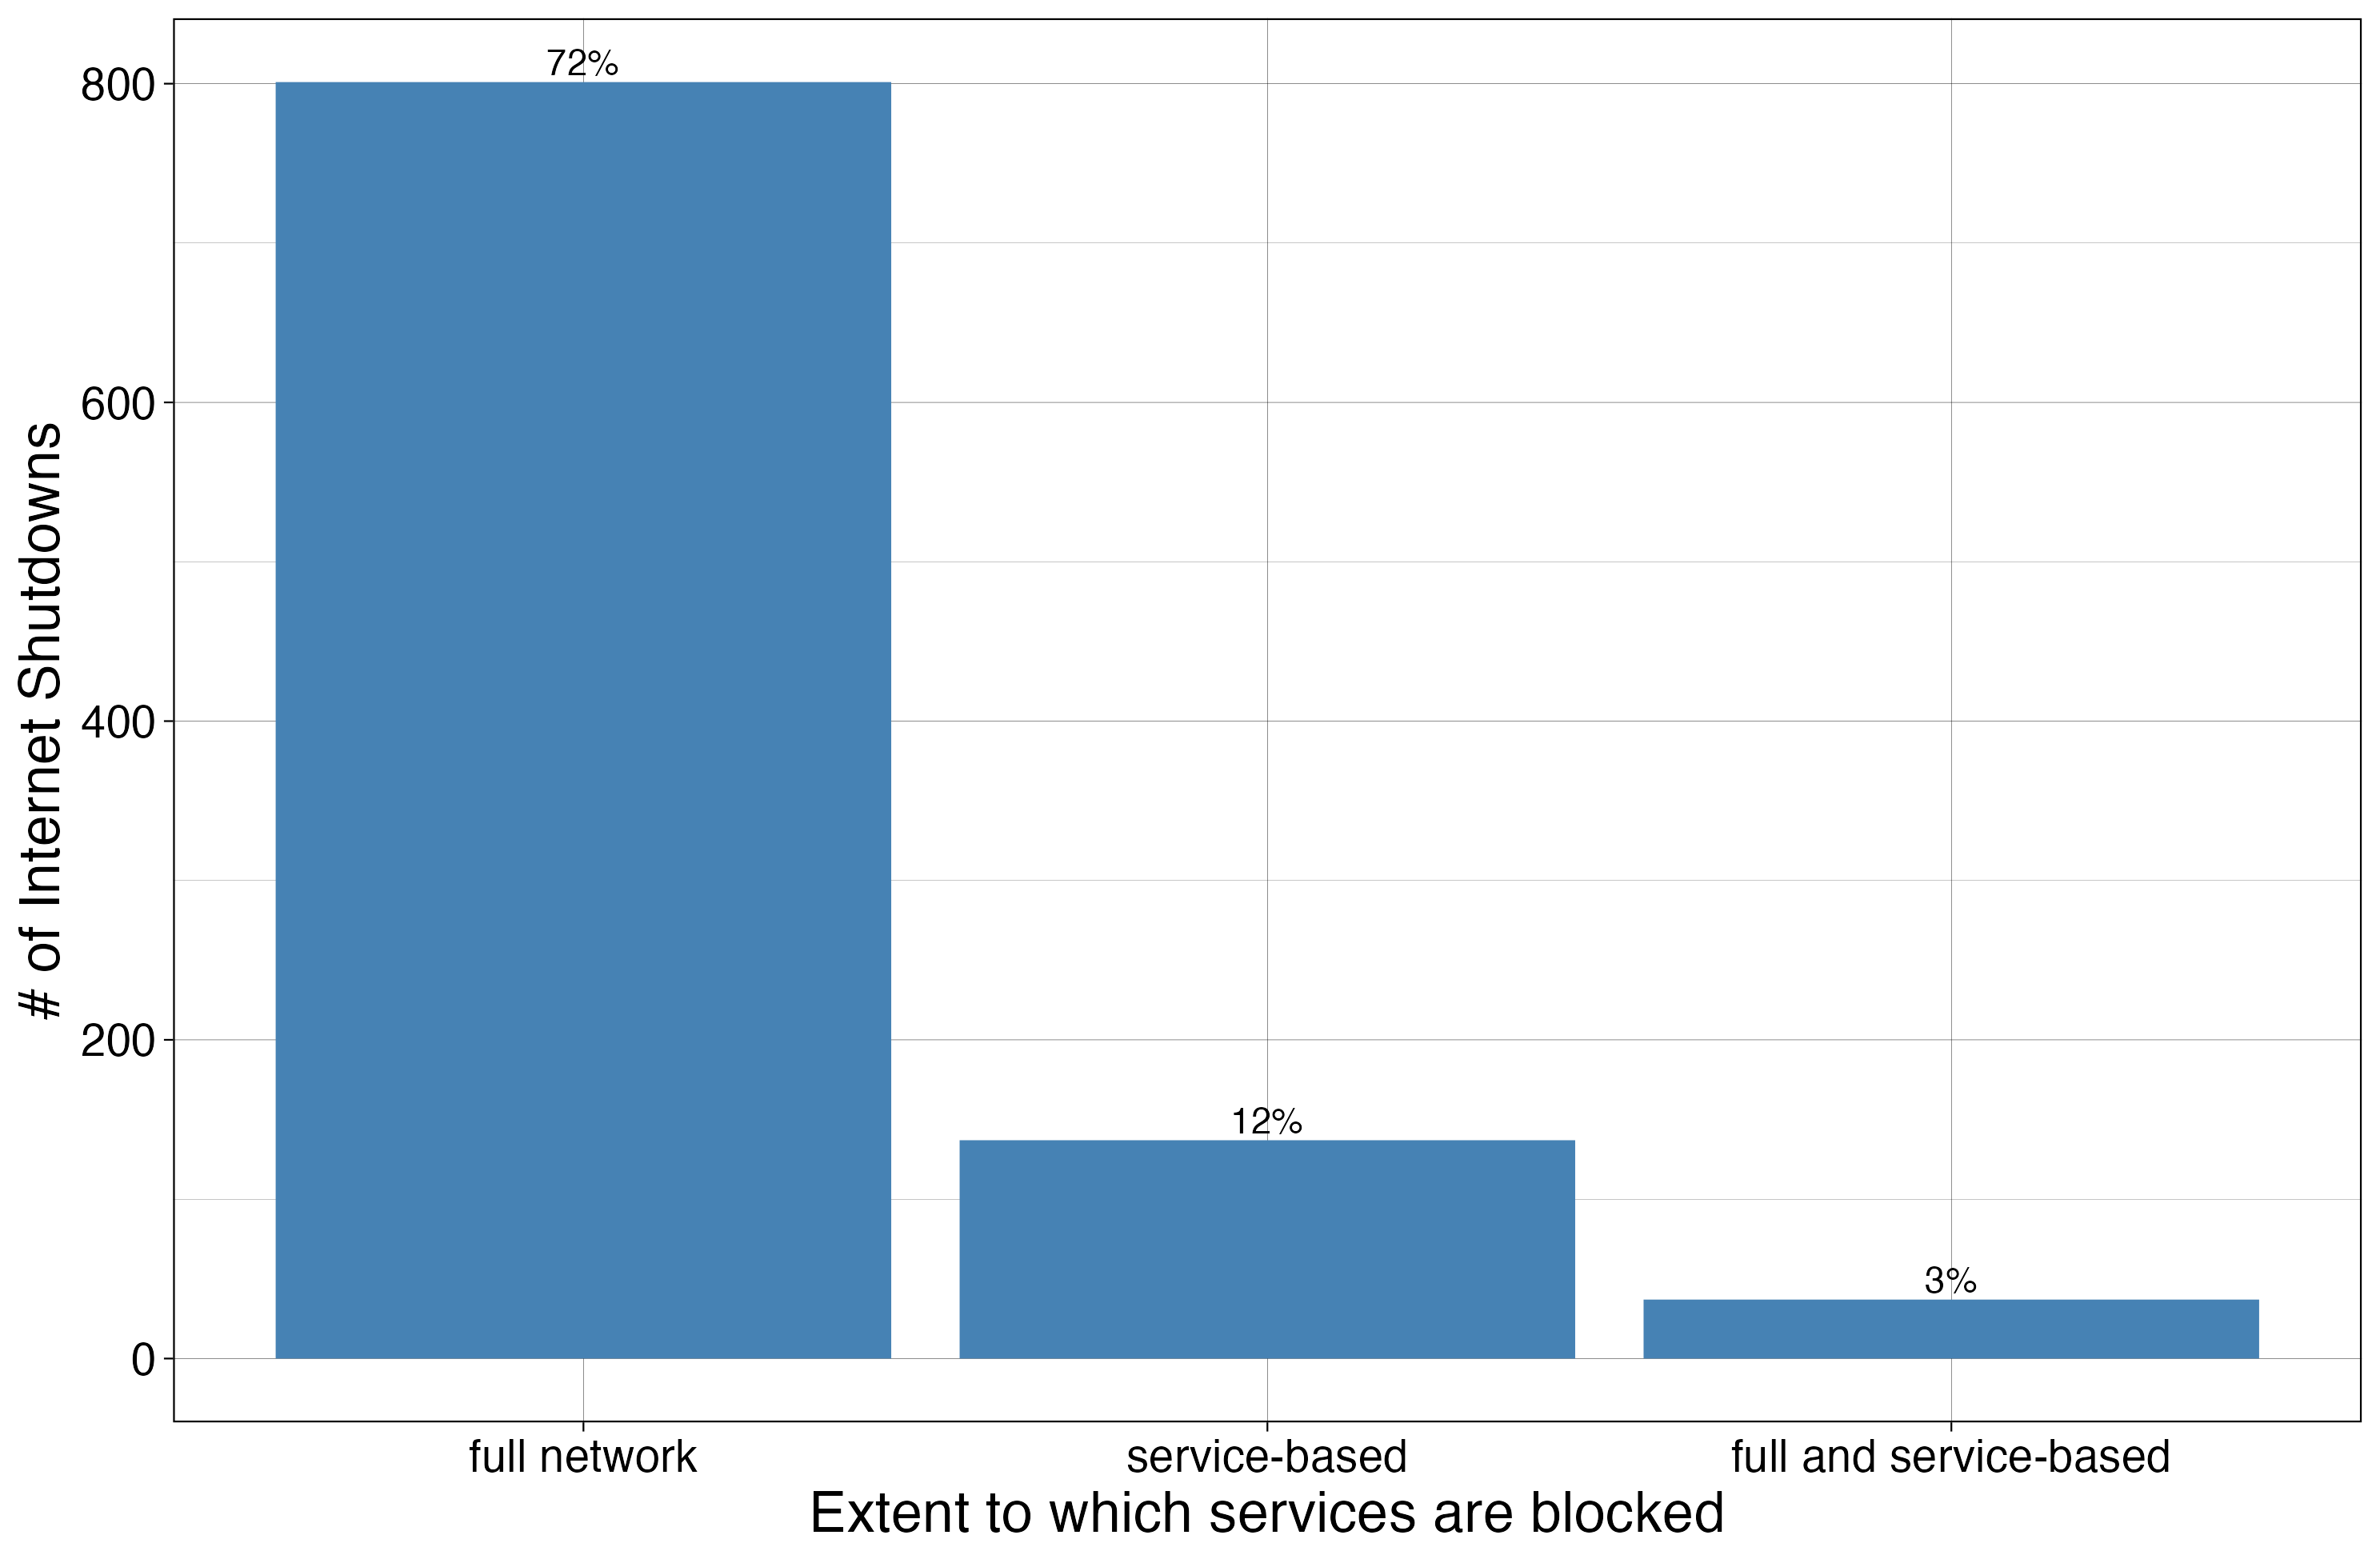 72%
800
600
400
200
12%
3%
0
# of Internet Shutdowns
full network
service-based
full and service-based
Extent to which services are blocked